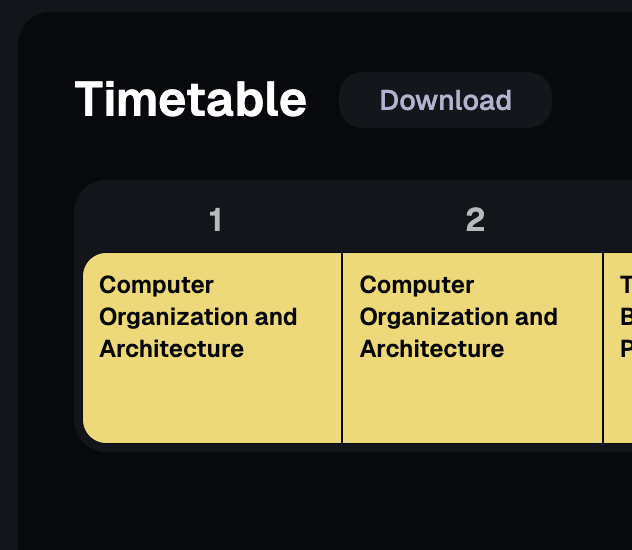 Timetable
Download
1
2
Computer
Organization and
Architecture
Computer
Organization and
Architecture
T
B
P